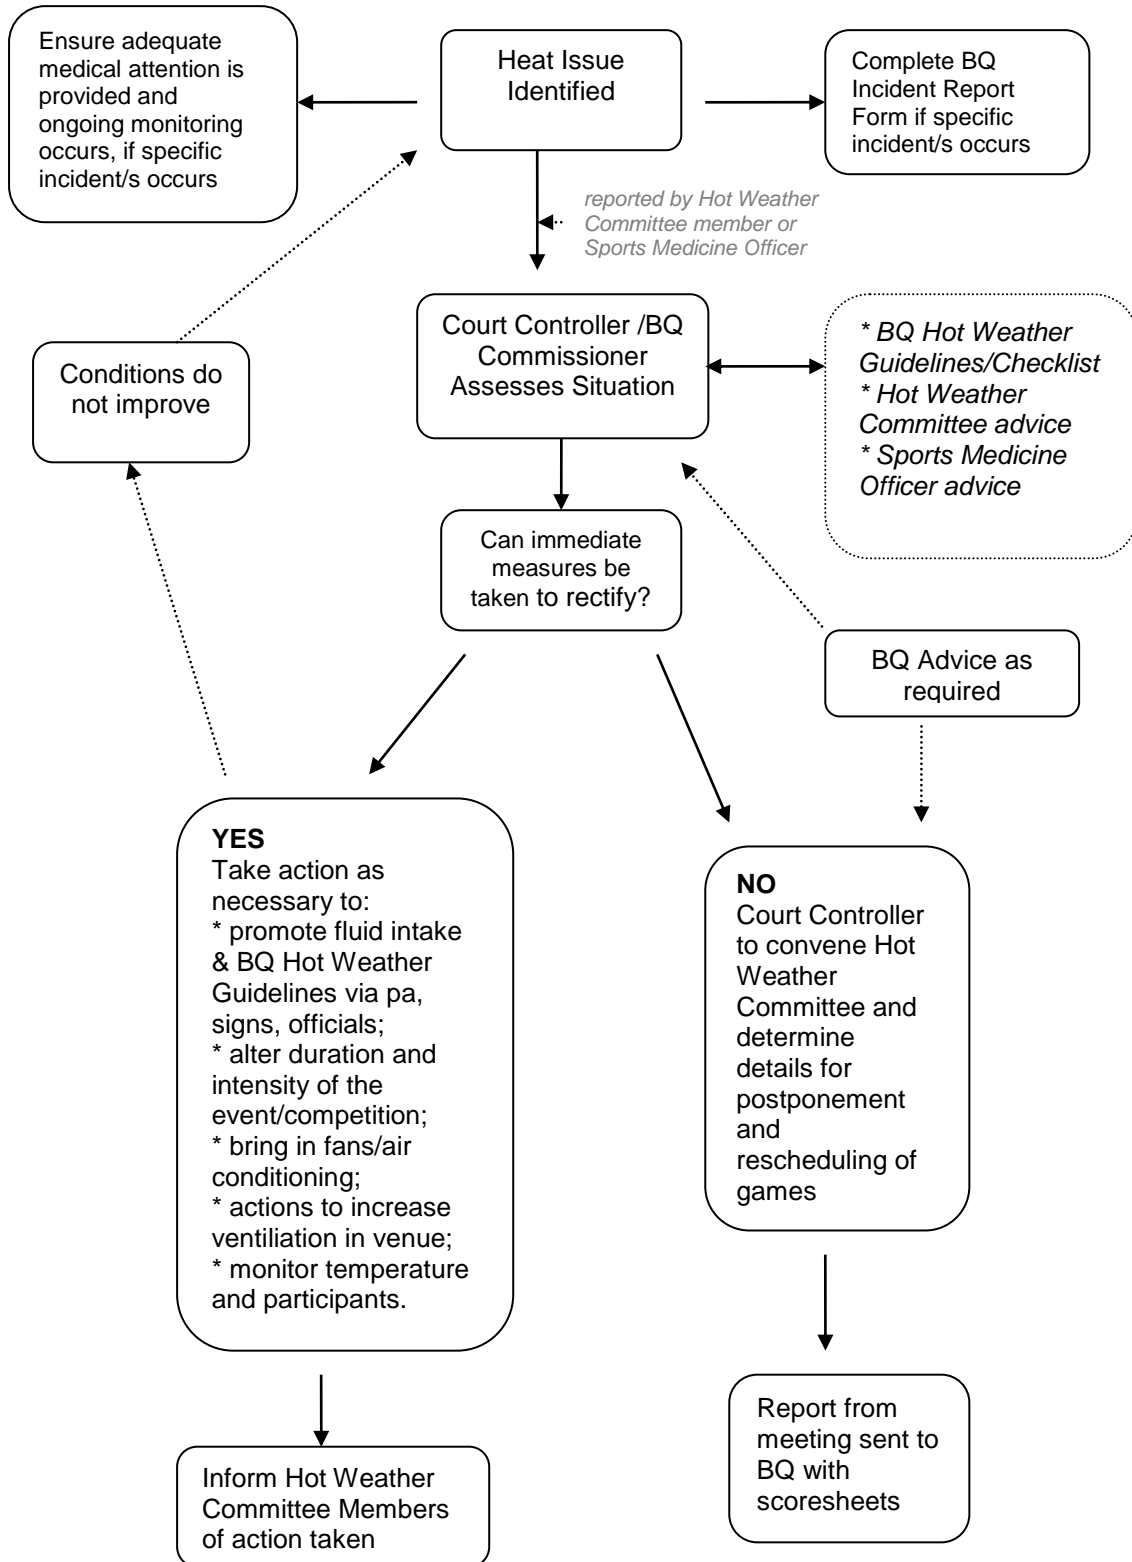 Ensure adequate
medical attention is
provided and
ongoing monitoring
occurs, if specific
incident/s occurs
Heat Issue
Identified
Complete BQ
Incident Report
Form if specific
incident/s occurs
reported by Hot Weather
Committee member or
Sports Medicine Officer
Court Controller /BQ
Commissioner
Assesses Situation
* BQ Hot Weather
Guidelines/Checklist
* Hot Weather
Committee advice
* Sports Medicine
Officer advice
Conditions do
not improve
Can immediate
measures be
taken to rectify?
BQ Advice as
required
YES
Take action as
necessary to:
* promote fluid intake
& BQ Hot Weather
Guidelines via pa,
signs, officials;
* alter duration and
intensity of the
event/competition;
* bring in fans/air
conditioning;
* actions to increase
ventiliation in venue;
* monitor temperature
and participants.
NO
Court Controller
to convene Hot
Weather
Committee and
determine
details for
postponement
and
rescheduling of
games
Inform Hot Weather
Committee Members
of action taken
Report from
meeting sent to
BQ with
scoresheets